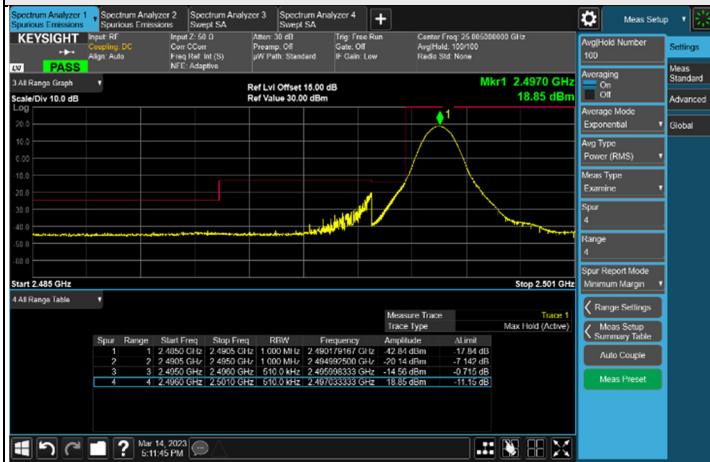 Spectrum Analyzer 1
Spurious Emissions
Spectrum Analyzer 2
Spurious Emissions
Spectrum Analyzer 3
Swept SA
Spectrum Analyzer 4
Swept SA
+
Meas Setup
KEYSIGHT
Input: RF
Coupling: DC
Align: Auto
Input Z: 50 Ω
Corr CCorr
Freq Ref: Int (S)
NFE: Adaptive
Atten: 30 dB
Preamp: Off
µW Path: Standard
Trig: Free Run
Gate: Off
IF Gain: Low
Center Freq: 25.005000000 GHz
Avg|Hold: 100/100
Radio Std: None
LXI
PASS
3 All Range Graph
Scale/Div 10.0 dB
Ref Lvl Offset 15.00 dB
Ref Value 30.00 dBm
Mkr1 2.4970 GHz
18.85 dBm
Log
20.0
10.0
0.00
10.0
20.0
30.0
40.0
-50.0
-60.0
1
Start 2.485 GHz
Stop 2.501 GHz
4 All Range Table
Measure Trace Trace 1
Trace Type Max Hold (Active)
Spur Range Start Freq Stop Freq RBW Frequency Amplitude ΔLimit
1 1 2.4850 GHz 2.4905 GHz 1.000 MHz 2.490179167 GHz -42.84 dBm -17.84 dB
2 2 2.4905 GHz 2.4950 GHz 1.000 MHz 2.494992500 GHz -20.14 dBm -7.142 dB
3 3 2.4950 GHz 2.4960 GHz 510.0 kHz 2.495998333 GHz -14.56 dBm -0.715 dB
4 4 2.4960 GHz 2.5010 GHz 510.0 kHz 2.497033333 GHz 18.85 dBm -11.15 dB
Avg|Hold Number
100
Averaging
On
Off
Average Mode
Exponential
Avg Type
Power (RMS)
Meas Type
Examine
Spur
4
Range
4
Spur Report Mode
Minimum Margin
Range Settings
Meas Setup
Summary Table
Auto Couple
Meas Preset
Settings
Meas
Standard
Advanced
Global
?
Mar 14, 2023
5:11:45 PM